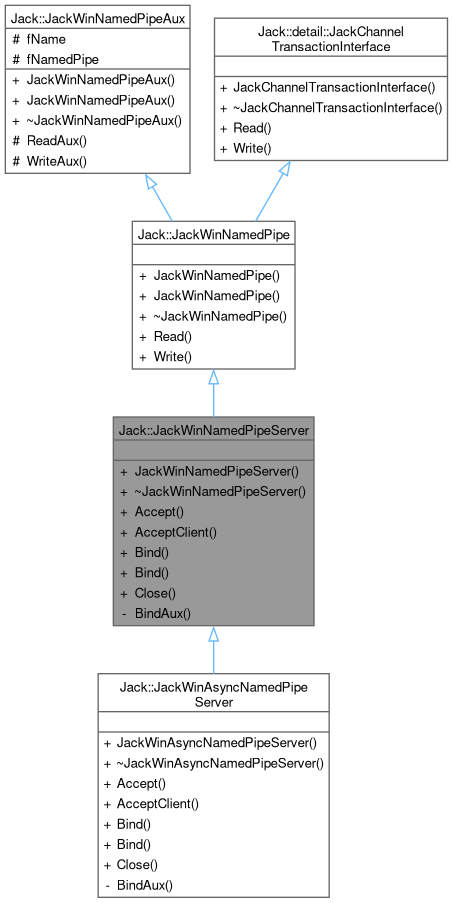 Jack::JackWinNamedPipeAux
# fName
# fNamedPipe
+ JackWinNamedPipeAux()
+ JackWinNamedPipeAux()
+ ~JackWinNamedPipeAux()
# ReadAux()
# WriteAux()
Jack::detail::JackChannel
TransactionInterface
+ JackChannelTransactionInterface()
+ ~JackChannelTransactionInterface()
+ Read()
+ Write()
Jack::JackWinNamedPipe
+ JackWinNamedPipe()
+ JackWinNamedPipe()
+ ~JackWinNamedPipe()
+ Read()
+ Write()
Jack::JackWinNamedPipeServer
+ JackWinNamedPipeServer()
+ ~JackWinNamedPipeServer()
+ Accept()
+ AcceptClient()
+ Bind()
+ Bind()
+ Close()
- BindAux()
Jack::JackWinAsyncNamedPipe
Server
+ JackWinAsyncNamedPipeServer()
+ ~JackWinAsyncNamedPipeServer()
+ Accept()
+ AcceptClient()
+ Bind()
+ Bind()
+ Close()
- BindAux()